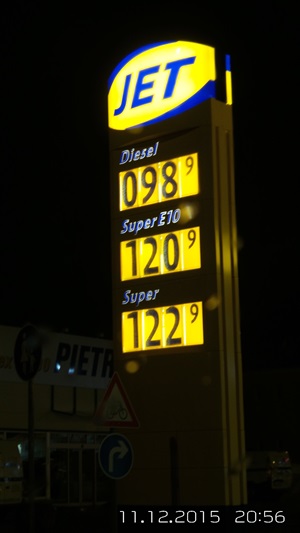 JET
Diesel
098 9
Super E10
120 9
Super
122 9
PIETR
11.12.2015 20:56